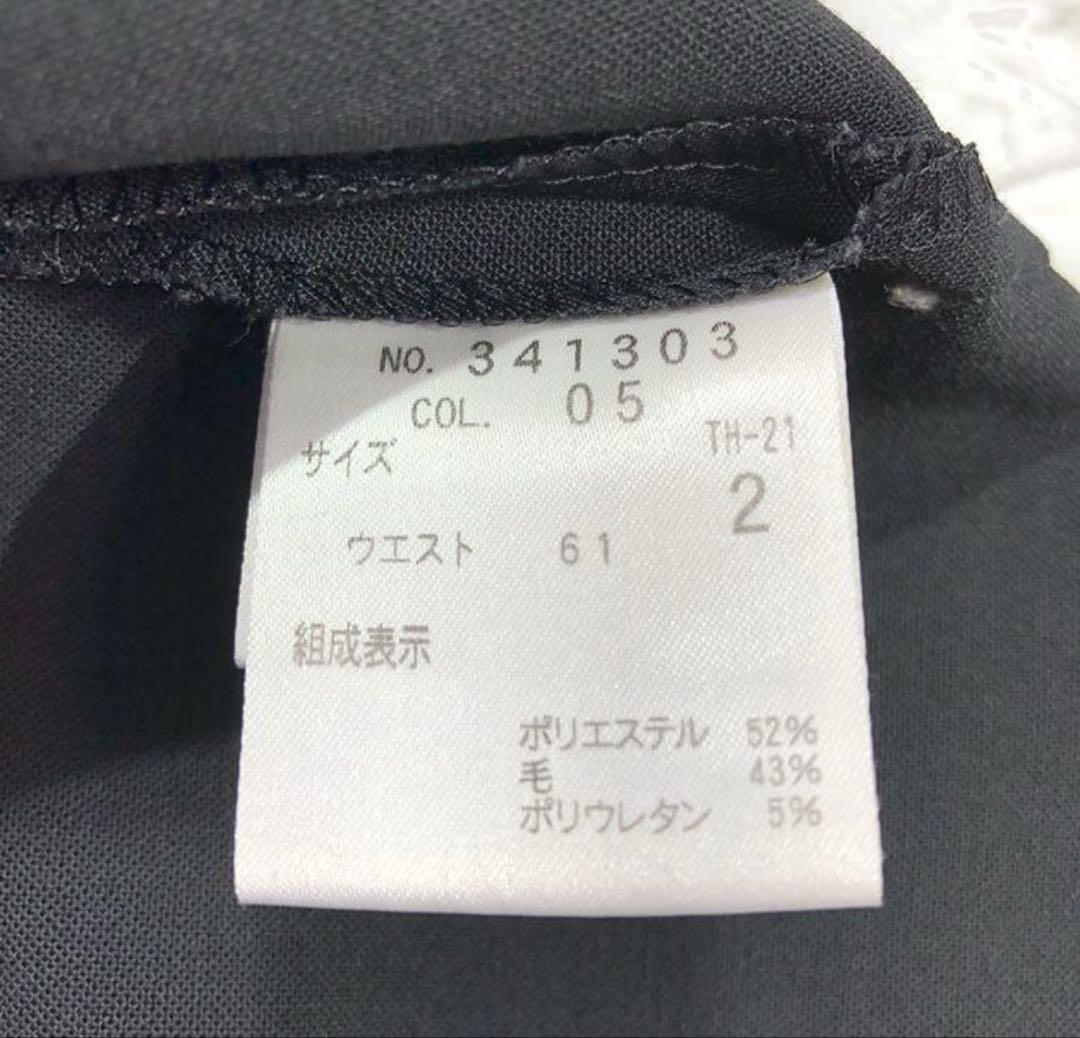 NO. 341303
COL. 05
サイズ TH-21
2
ウエスト 61
組成表示
ポリエステル 52%
毛 43%
ポリウレタン 5%